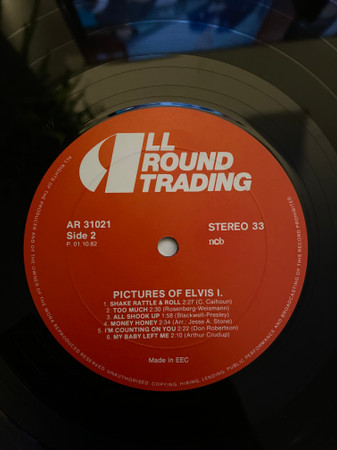 ALL
ROUND
TRADING
AR 31021
Side 2
P. 01.10.82
STEREO 33
ncb
PICTURES OF ELVIS I.
1. SHAKE RATTLE & ROLL 2:27 (C. Calhoun)
2. TOO MUCH 2:30 (Rosenberg-Weismann)
3. ALL SHOOK UP 1:58 (Blackwell-Presley)
4. MONEY HONEY 2:34 (Arr.: Jesse A. Stone)
5. I'M COUNTING ON YOU 2:22 (Don Robertson)
6. MY BABY LEFT ME 2:10 (Arthur Crudup)
Made in EEC
ALL RIGHTS OF THE PRODUCER AND OF THE OWNER OF THE WORK REPRODUCED RESERVED. UNAUTHORISED COPYING, HIRING, LENDING, PUBLIC PERFORMANCE AND BROADCASTING OF THIS RECORD PROHIBITED.